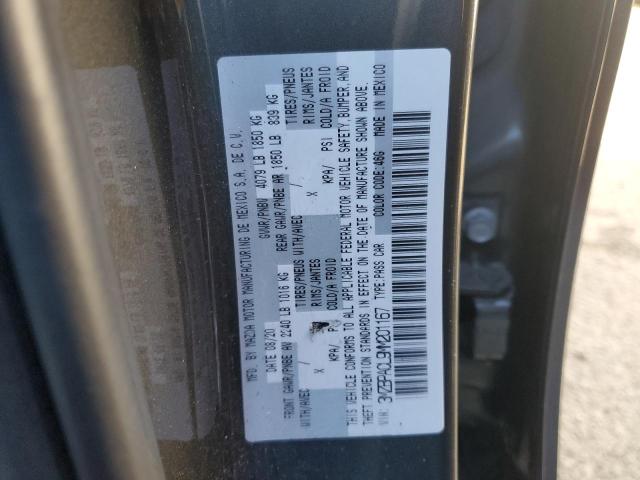 MFD. BY MAZDA MOTOR MANUFACTURING DE MEXICO S.A. DE C.V.
DATE 08/20 GVWR/PNBV 4079 LB 1850 KG
FRONT GAWR/PNBE AV 2240 LB 1016 KG REAR GAWR/PNBE AR 1850 LB 839 KG
WITH/AVEC TIRES/PNEUS WITH/AVEC / TIRES/PNEUS
/ RIMS/JANTES X RIMS/JANTES
X COLD/A FROID KPA/ PSI COLD/A FROID
KPA/
THIS VEHICLE CONFORMS TO ALL APPLICABLE FEDERAL MOTOR VEHICLE SAFETY, BUMPER, AND
THEFT PREVENTION STANDARDS IN EFFECT ON THE DATE OF MANUFACTURE SHOWN ABOVE.
VIN: 3MZBPACL9MM201167 TYPE:PASS CAR COLOR CODE:46G MADE IN MEXICO